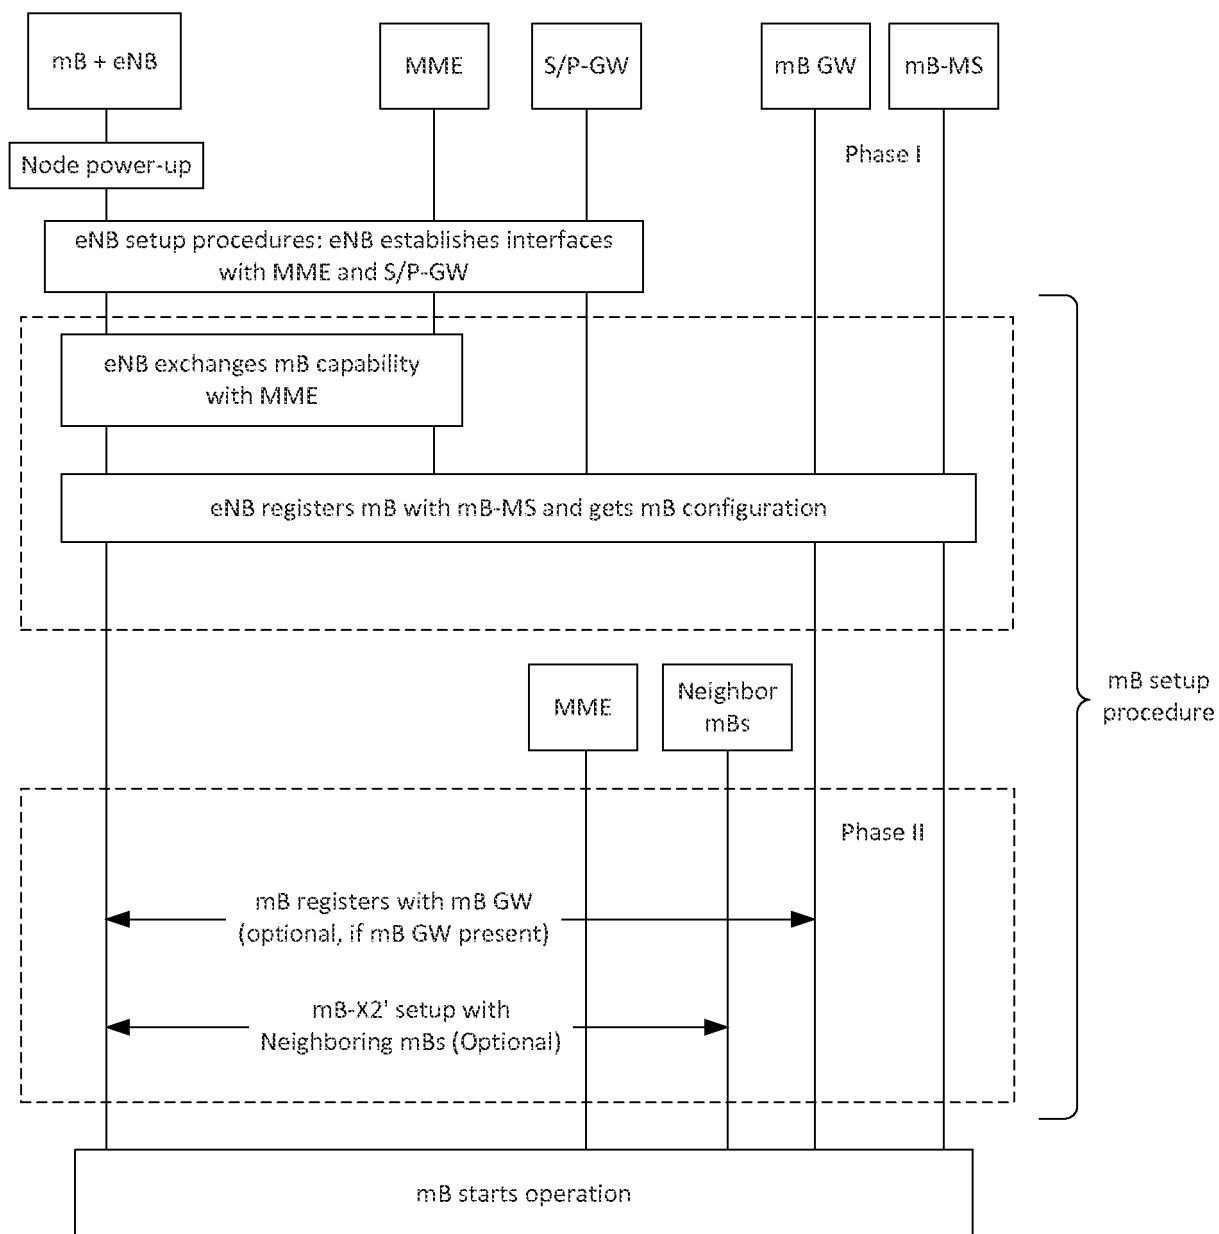 mB + eNB
MME
S/P-GW
mB GW
mB-MS
Phase I
Node power-up
eNB setup procedures: eNB establishes interfaces
with MME and S/P-GW
eNB exchanges mB capability
with MME
eNB registers mB with mB-MS and gets mB configuration
MME
Neighbor
mBs
mB setup
procedure
Phase II
mB registers with mB GW
(optional, if mB GW present)
mB-X2' setup with
Neighboring mBs (Optional)
mB starts operation